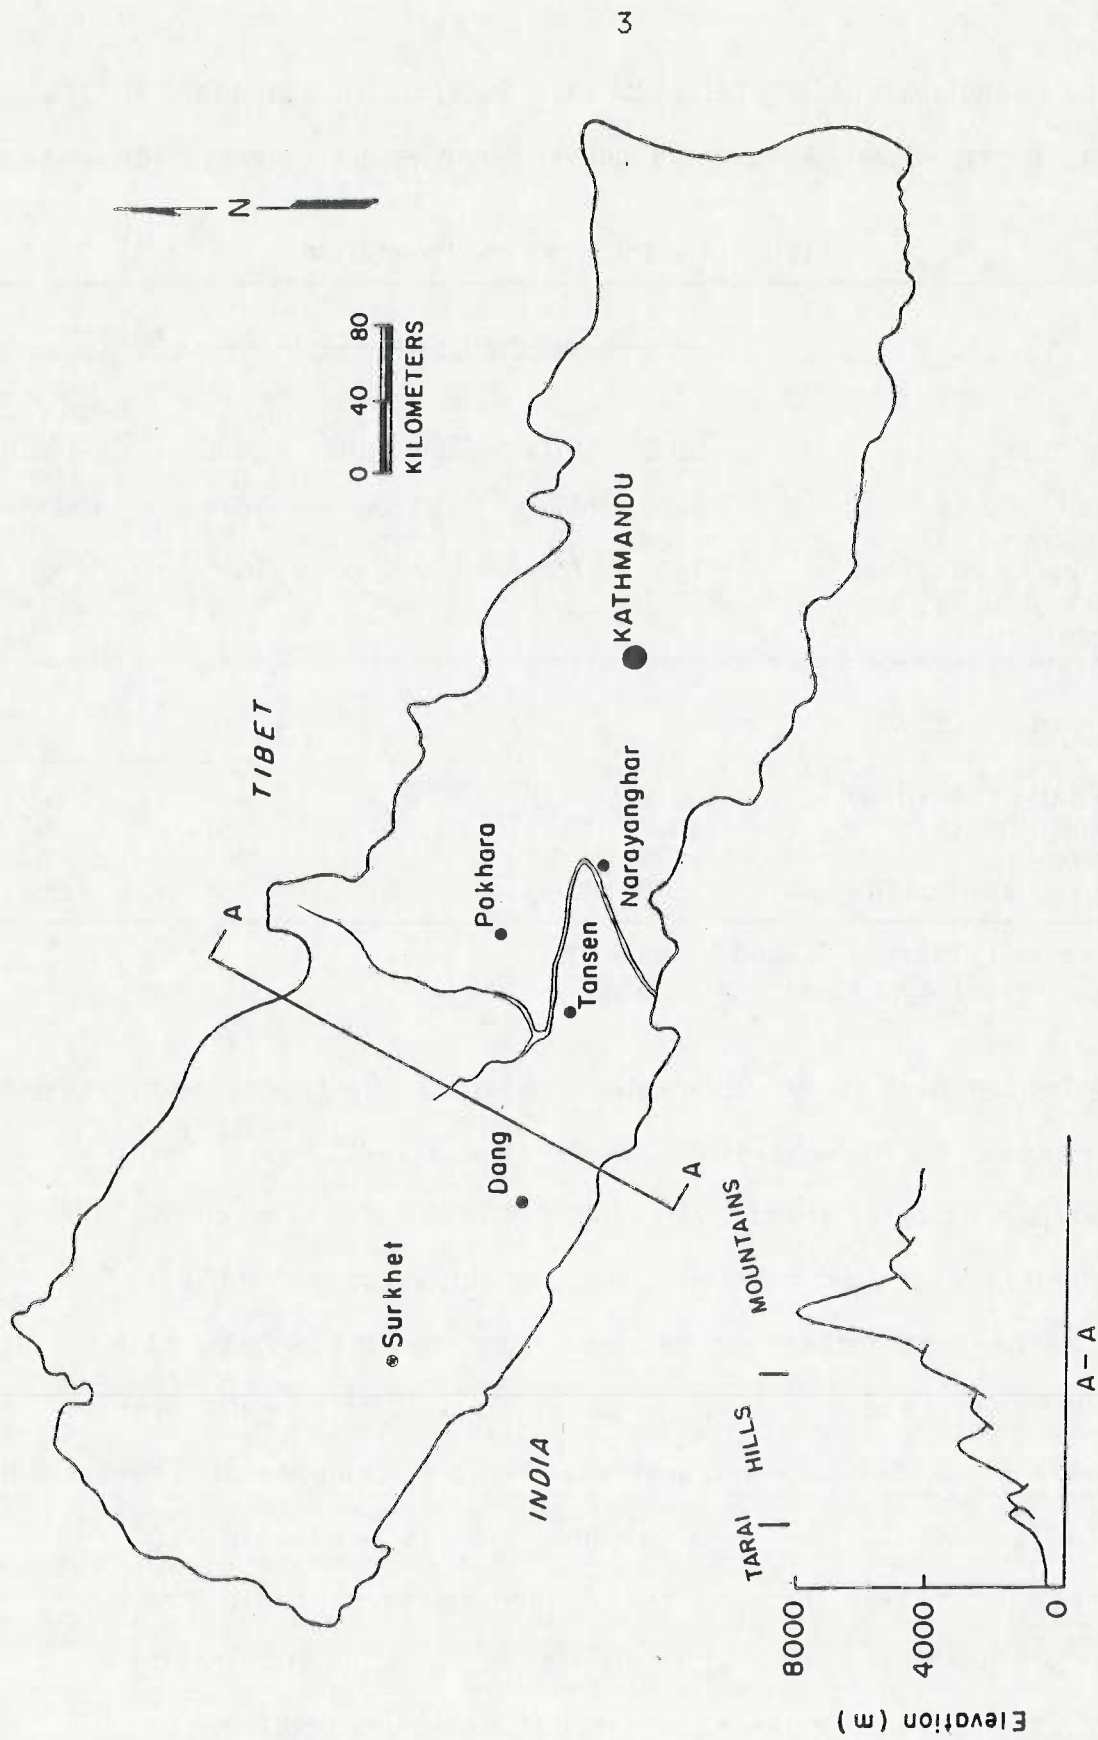 3
N
0 40 80
KILOMETERS
TIBET
A
Pokhara
KATHMANDU
Narayanghar
Tansen
Dang
A
Surkhet
INDIA
TARAI HILLS MOUNTAINS
8000
4000
0
Elevation (m)
A-A